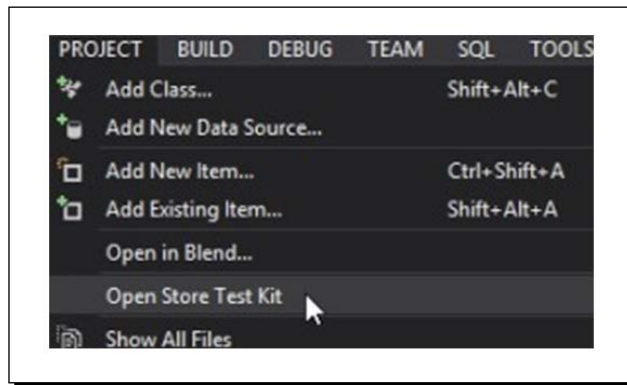 PROJECT BUILD DEBUG TEAM SQL TOOLS
Add Class... Shift+Alt+C
Add New Data Source...
Add New Item... Ctrl+Shift+A
Add Existing Item... Shift+Alt+A
Open in Blend...
Open Store Test Kit
Show All Files